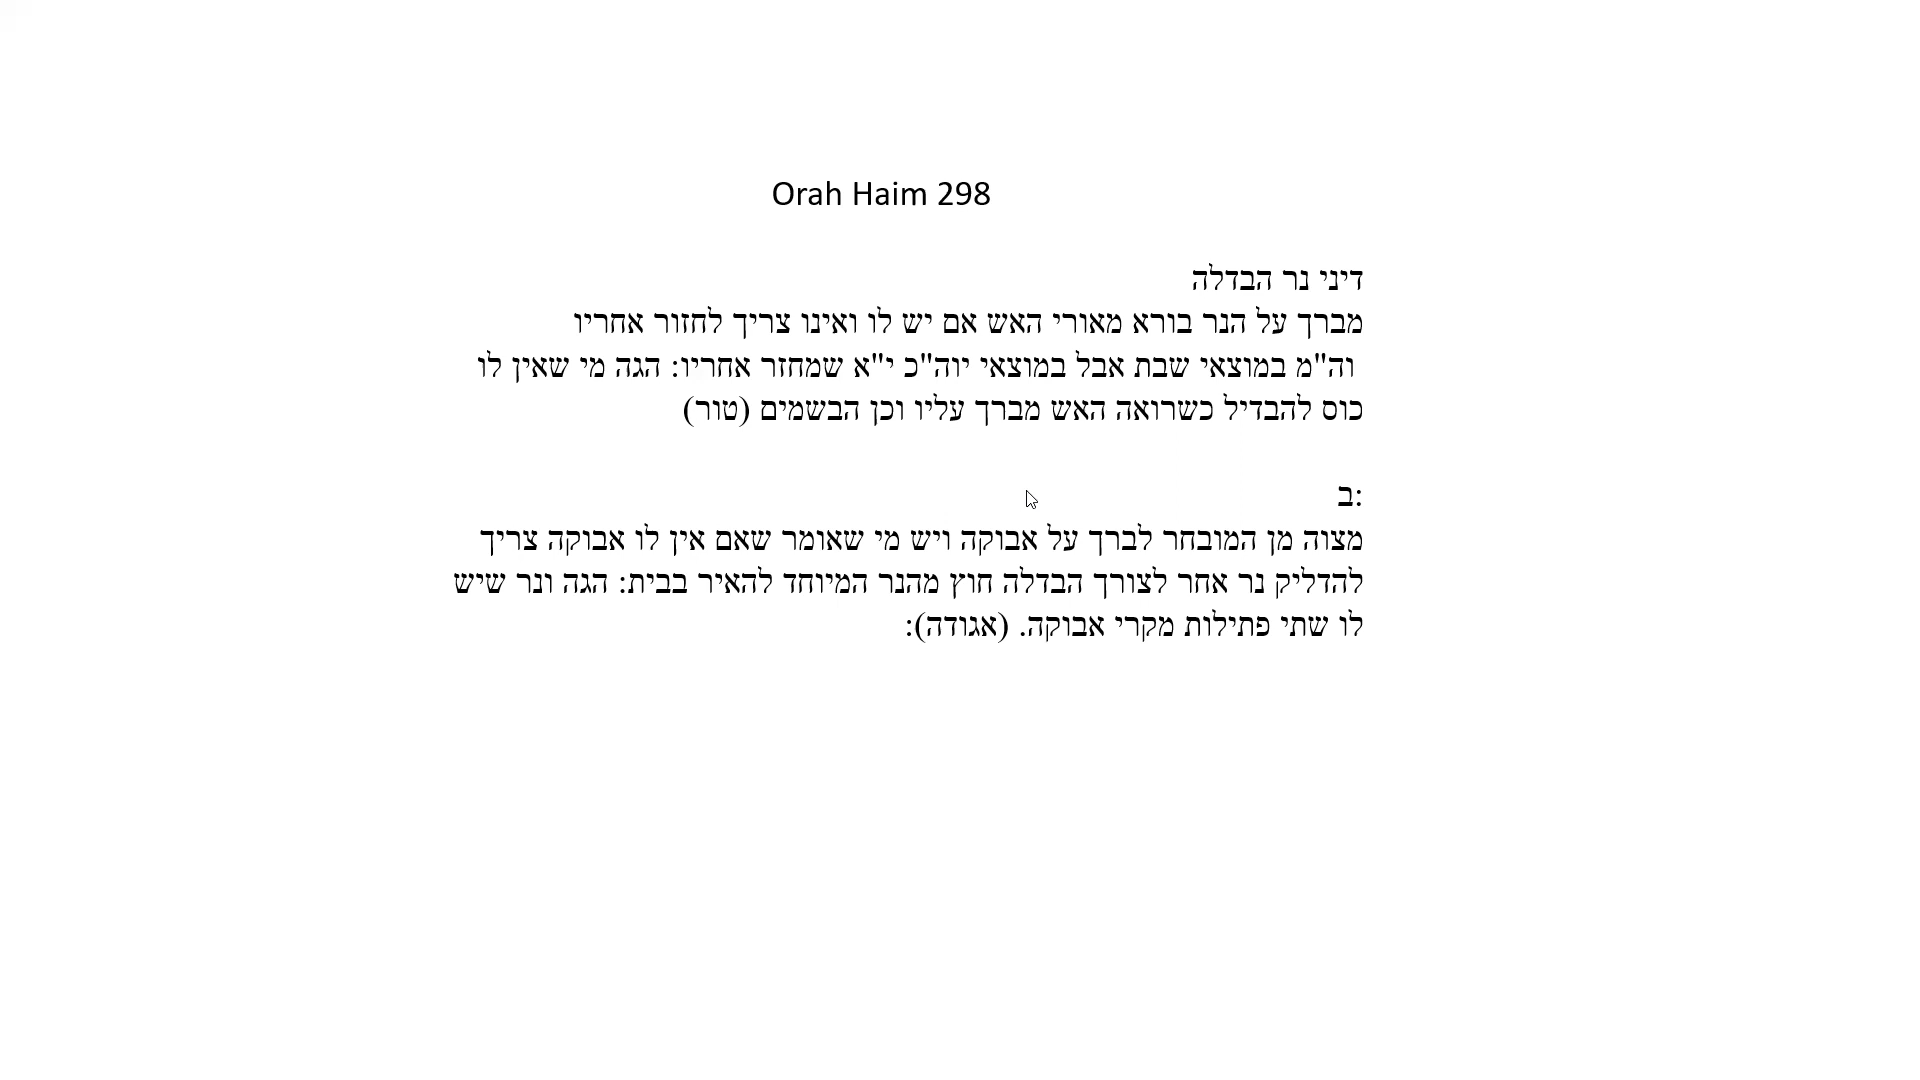 Orah Haim 298
דיני נר הבדלה
מברך על הנר בורא מאורי האש אם יש לו ואינו צריך לחזור אחריו
וה"מ במוצאי שבת אבל במוצאי יוה"כ י"א שמחזר אחריו: הגה מי שאין לו
כוס להבדיל כשרואה האש מברך עליו וכן הבשמים (טור)
:ב
מצוה מן המובחר לברך על אבוקה ויש מי שאומר שאם אין לו אבוקה צריך
להדליק נר אחר לצורך הבדלה חוץ מהנר המיוחד להאיר בבית: הגה ונר שיש
לו שתי פתילות מקרי אבוקה. (אגודה):